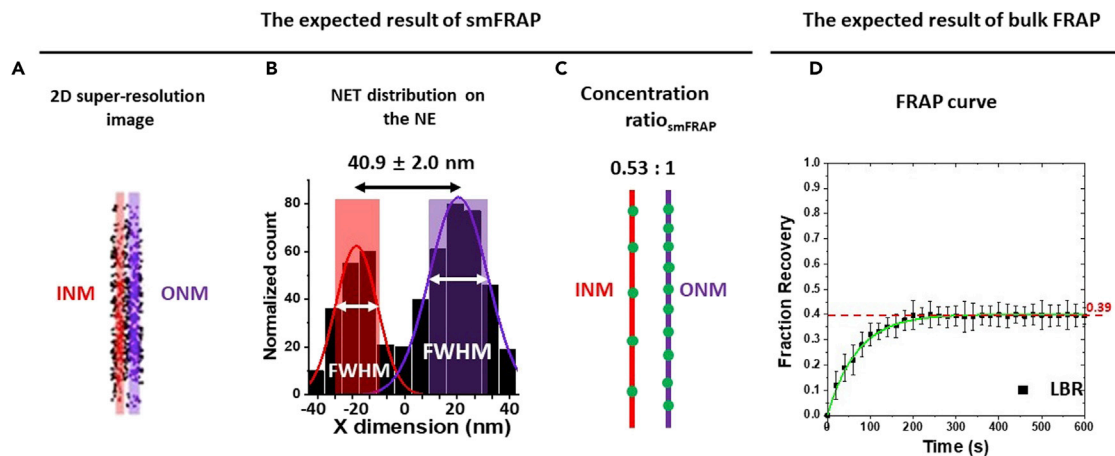 The expected result of smFRAP
The expected result of bulk FRAP
A
2D super-resolution
image
INM
ONM
B
NET distribution on
the NE
40.9 ± 2.0 nm
Normalized count
80
60
40
20
0
FWHM
FWHM
-40
-20
0
20
40
X dimension (nm)
C
Concentration
ratio_smFRAP
0.53 : 1
INM
ONM
D
FRAP curve
Fraction Recovery
1.0
0.9
0.8
0.7
0.6
0.5
0.4
0.3
0.2
0.1
0.0
0.39
LBR
0
100
200
300
400
500
600
Time (s)